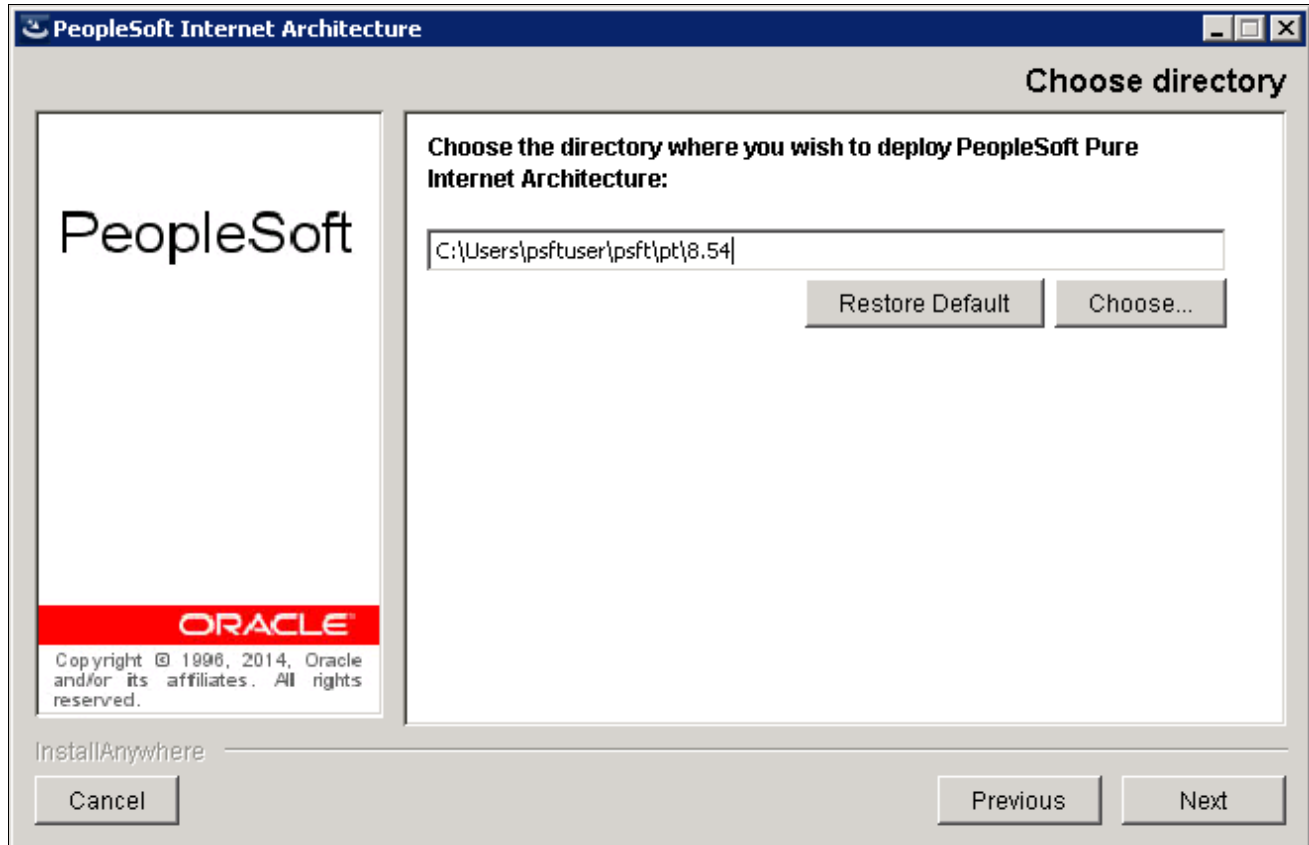 PeopleSoft Internet Architecture
Choose directory
PeopleSoft
ORACLE
Copyright © 1996, 2014, Oracle
and/or its affiliates. All rights
reserved.
Choose the directory where you wish to deploy PeopleSoft Pure
Internet Architecture:
C:\Users\psftuser\psft\pt\8.54
Restore Default
Choose...
InstallAnywhere
Cancel
Previous
Next